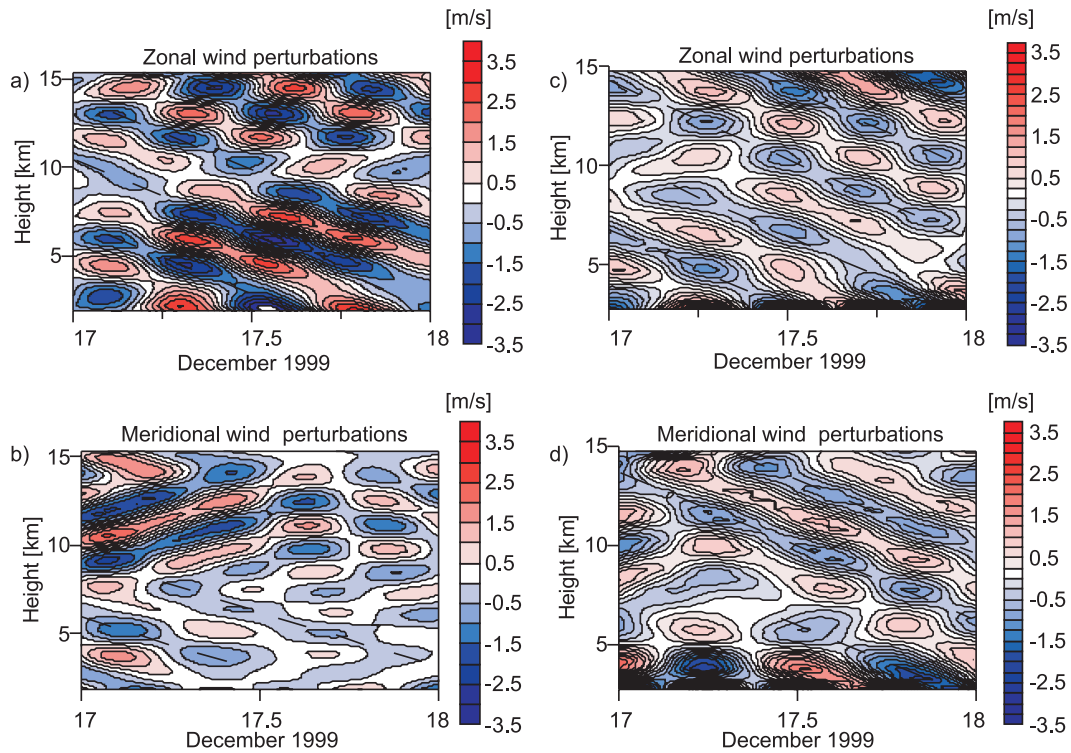 [m/s]
a)
Zonal wind perturbations
15
10
5
Height [km]
17
17.5
18
December 1999
3.5
2.5
1.5
0.5
-0.5
-1.5
-2.5
-3.5
[m/s]
c)
Zonal wind perturbations
15
10
5
Height [km]
17
17.5
18
December 1999
3.5
2.5
1.5
0.5
-0.5
-1.5
-2.5
-3.5
[m/s]
b)
Meridional wind perturbations
15
10
5
Height [km]
17
17.5
18
December 1999
3.5
2.5
1.5
0.5
-0.5
-1.5
-2.5
-3.5
[m/s]
d)
Meridional wind perturbations
15
10
5
Height [km]
17
17.5
18
December 1999
3.5
2.5
1.5
0.5
-0.5
-1.5
-2.5
-3.5